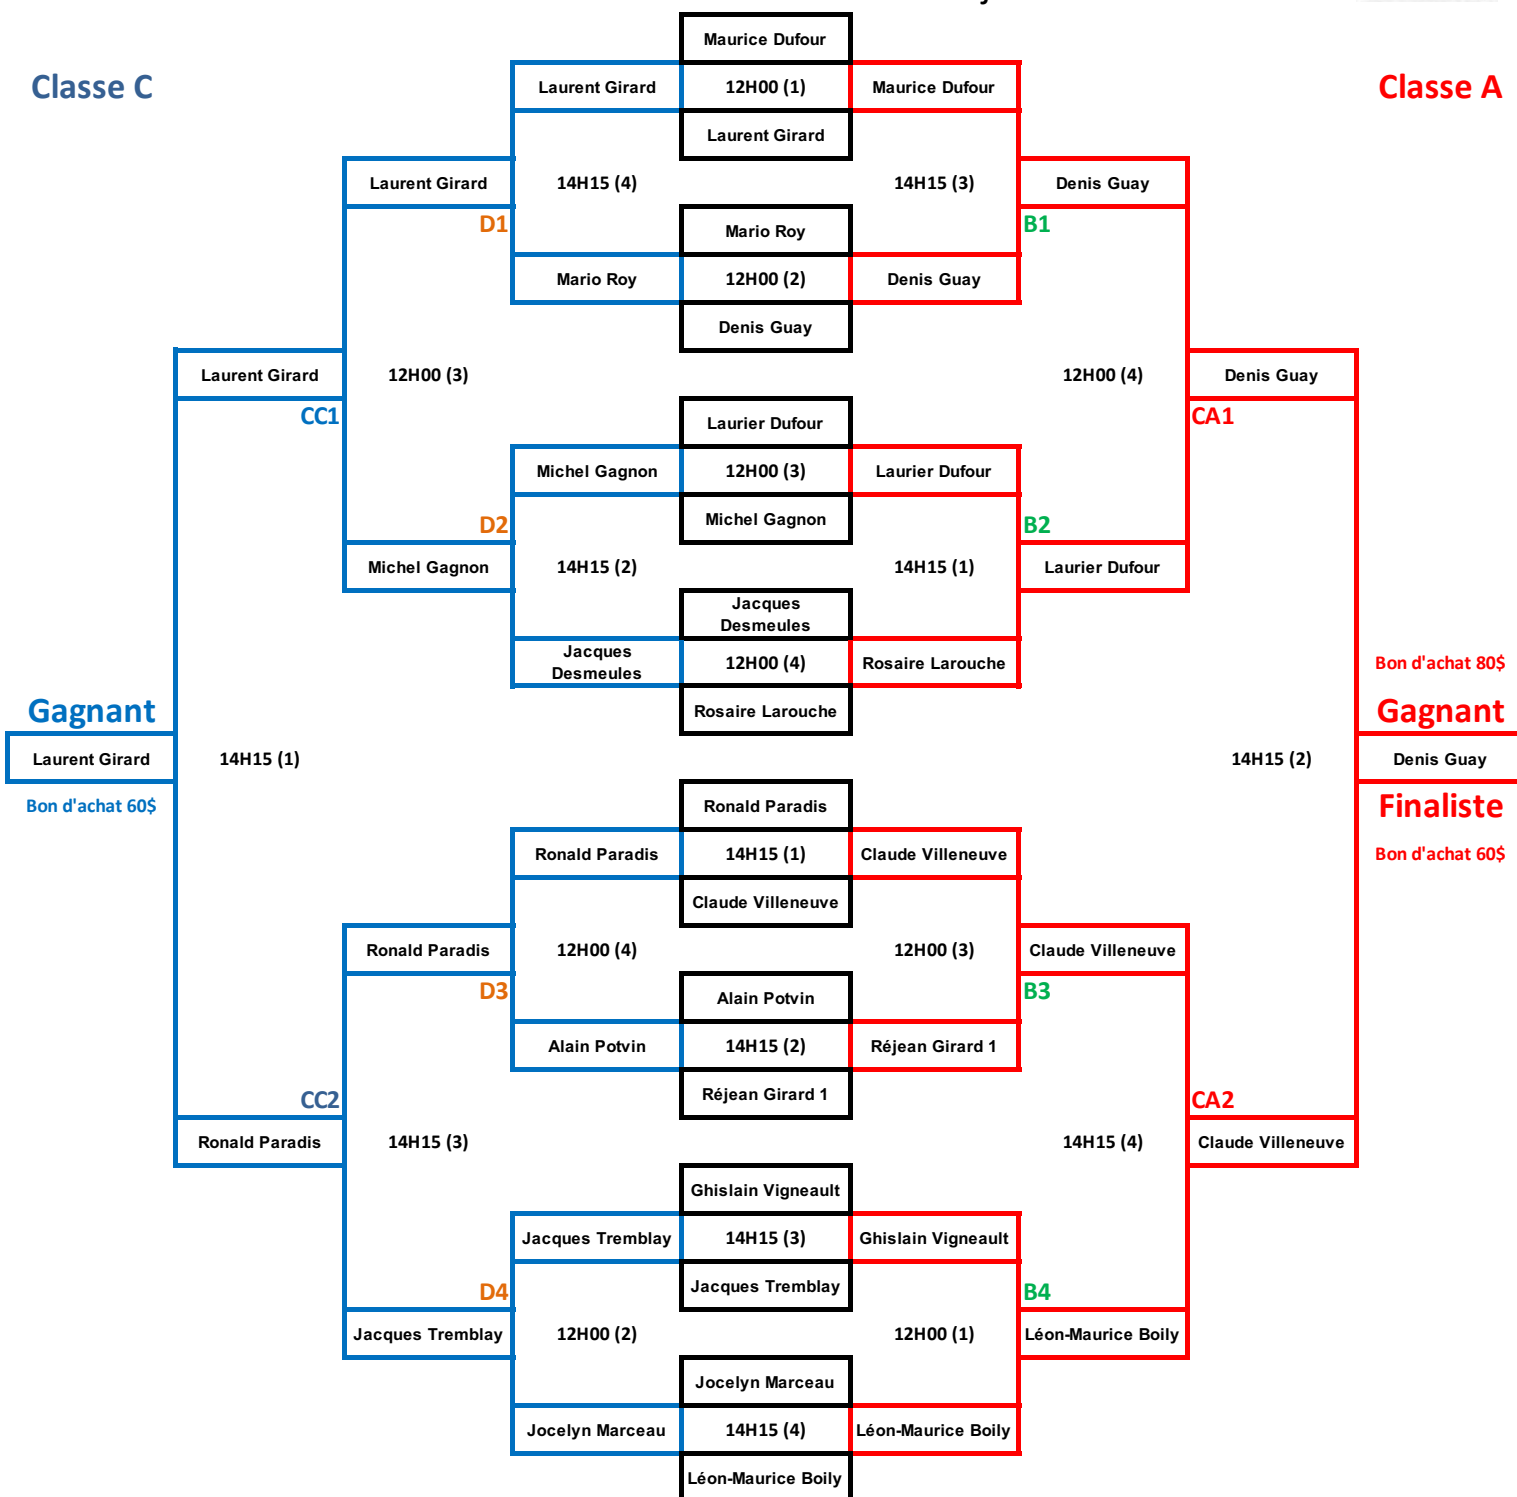 Maurice Dufour
Classe C
Laurent Girard
12H00 (1)
Maurice Dufour
Classe A
Laurent Girard
Laurent Girard
14H15 (4)
14H15 (3)
Denis Guay
D1
Mario Roy
B1
Mario Roy
12H00 (2)
Denis Guay
Denis Guay
Laurent Girard
12H00 (3)
12H00 (4)
Denis Guay
CC1
Laurier Dufour
CA1
Michel Gagnon
12H00 (3)
Laurier Dufour
D2
Michel Gagnon
B2
Michel Gagnon
14H15 (2)
14H15 (1)
Laurier Dufour
Jacques
Desmeules
Jacques
Desmeules
12H00 (4)
Rosaire Larouche
Bon d'achat 80$
Gagnant
Rosaire Larouche
Gagnant
Laurent Girard
14H15 (1)
14H15 (2)
Denis Guay
Bon d'achat 60$
Ronald Paradis
Finaliste
Ronald Paradis
14H15 (1)
Claude Villeneuve
Bon d'achat 60$
Claude Villeneuve
Ronald Paradis
12H00 (4)
12H00 (3)
Claude Villeneuve
D3
Alain Potvin
B3
Alain Potvin
14H15 (2)
Réjean Girard 1
Réjean Girard 1
CC2
CA2
Ronald Paradis
14H15 (3)
14H15 (4)
Claude Villeneuve
Ghislain Vigneault
Jacques Tremblay
14H15 (3)
Ghislain Vigneault
D4
Jacques Tremblay
B4
Jacques Tremblay
12H00 (2)
12H00 (1)
Léon-Maurice Boily
Jocelyn Marceau
Jocelyn Marceau
14H15 (4)
Léon-Maurice Boily
Léon-Maurice Boily